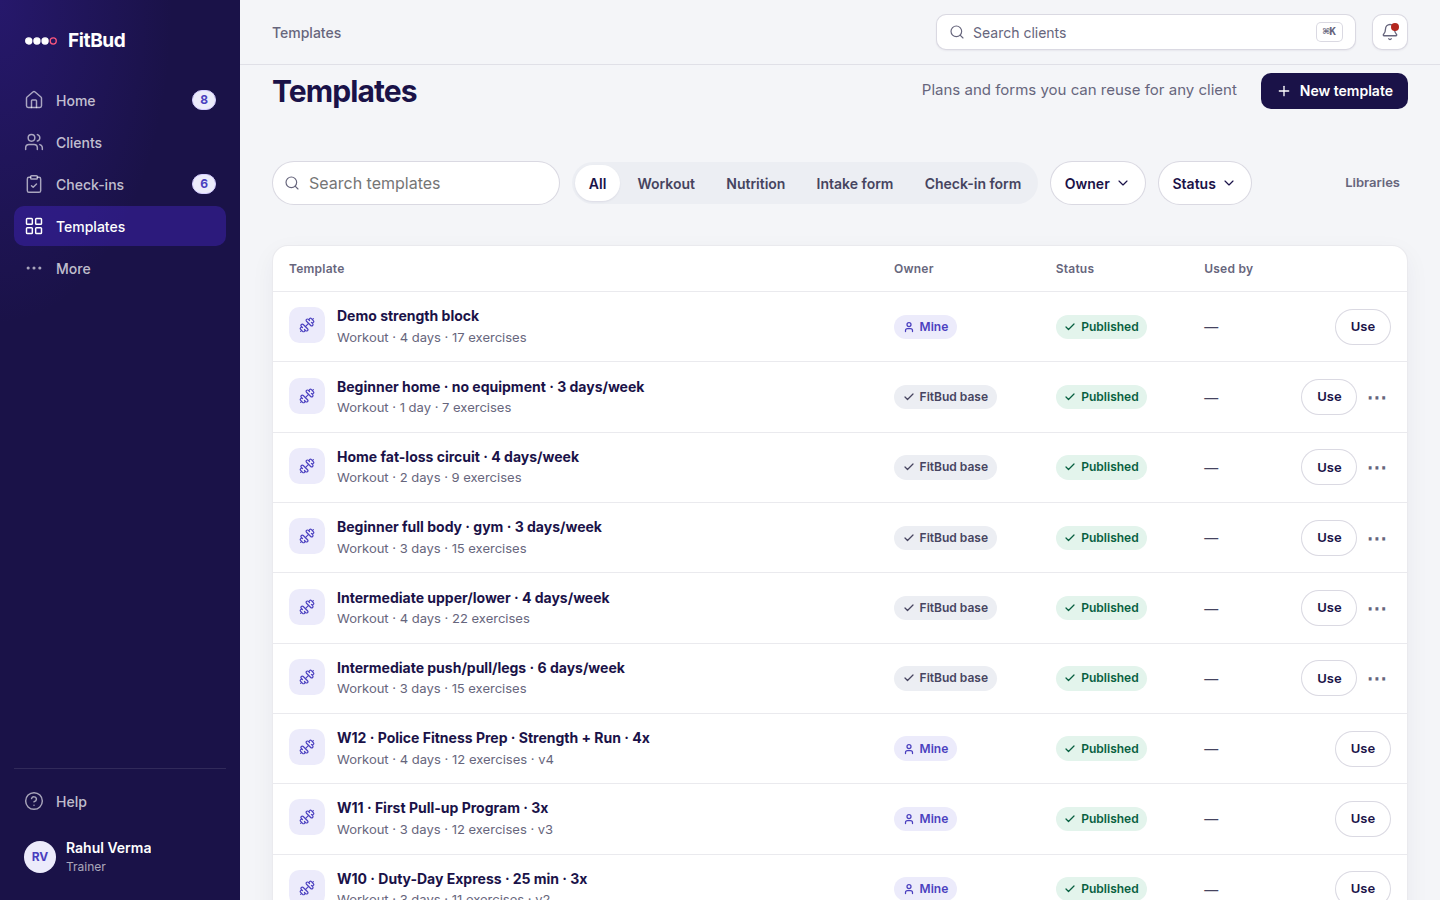 FitBud
Home 8
Clients
Check-ins 6
Templates
More
Help
RV Rahul Verma
Trainer
Templates
Search clients ⌘K
Templates
Plans and forms you can reuse for any client
+ New template
Search templates
All Workout Nutrition Intake form Check-in form
Owner Status Libraries
Template Owner Status Used by
Demo strength block
Workout · 4 days · 17 exercises
Mine Published — Use
Beginner home · no equipment · 3 days/week
Workout · 1 day · 7 exercises
FitBud base Published — Use ···
Home fat-loss circuit · 4 days/week
Workout · 2 days · 9 exercises
FitBud base Published — Use ···
Beginner full body · gym · 3 days/week
Workout · 3 days · 15 exercises
FitBud base Published — Use ···
Intermediate upper/lower · 4 days/week
Workout · 4 days · 22 exercises
FitBud base Published — Use ···
Intermediate push/pull/legs · 6 days/week
Workout · 3 days · 15 exercises
FitBud base Published — Use ···
W12 · Police Fitness Prep · Strength + Run · 4x
Workout · 4 days · 12 exercises · v4
Mine Published — Use
W11 · First Pull-up Program · 3x
Workout · 3 days · 12 exercises · v3
Mine Published — Use
W10 · Duty-Day Express · 25 min · 3x
Workout · 3 days · 11 exercises · v2
Mine Published — Use